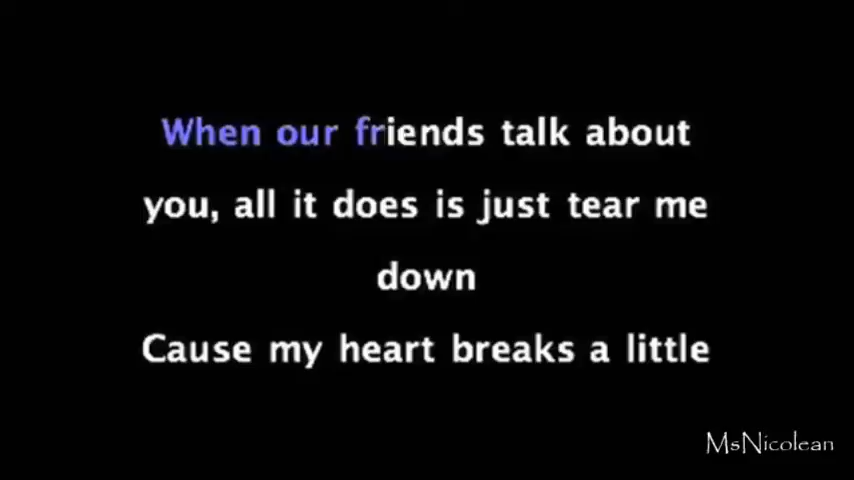 When our friends talk about
you, all it does is just tear me
down
Cause my heart breaks a little
MsNicolean